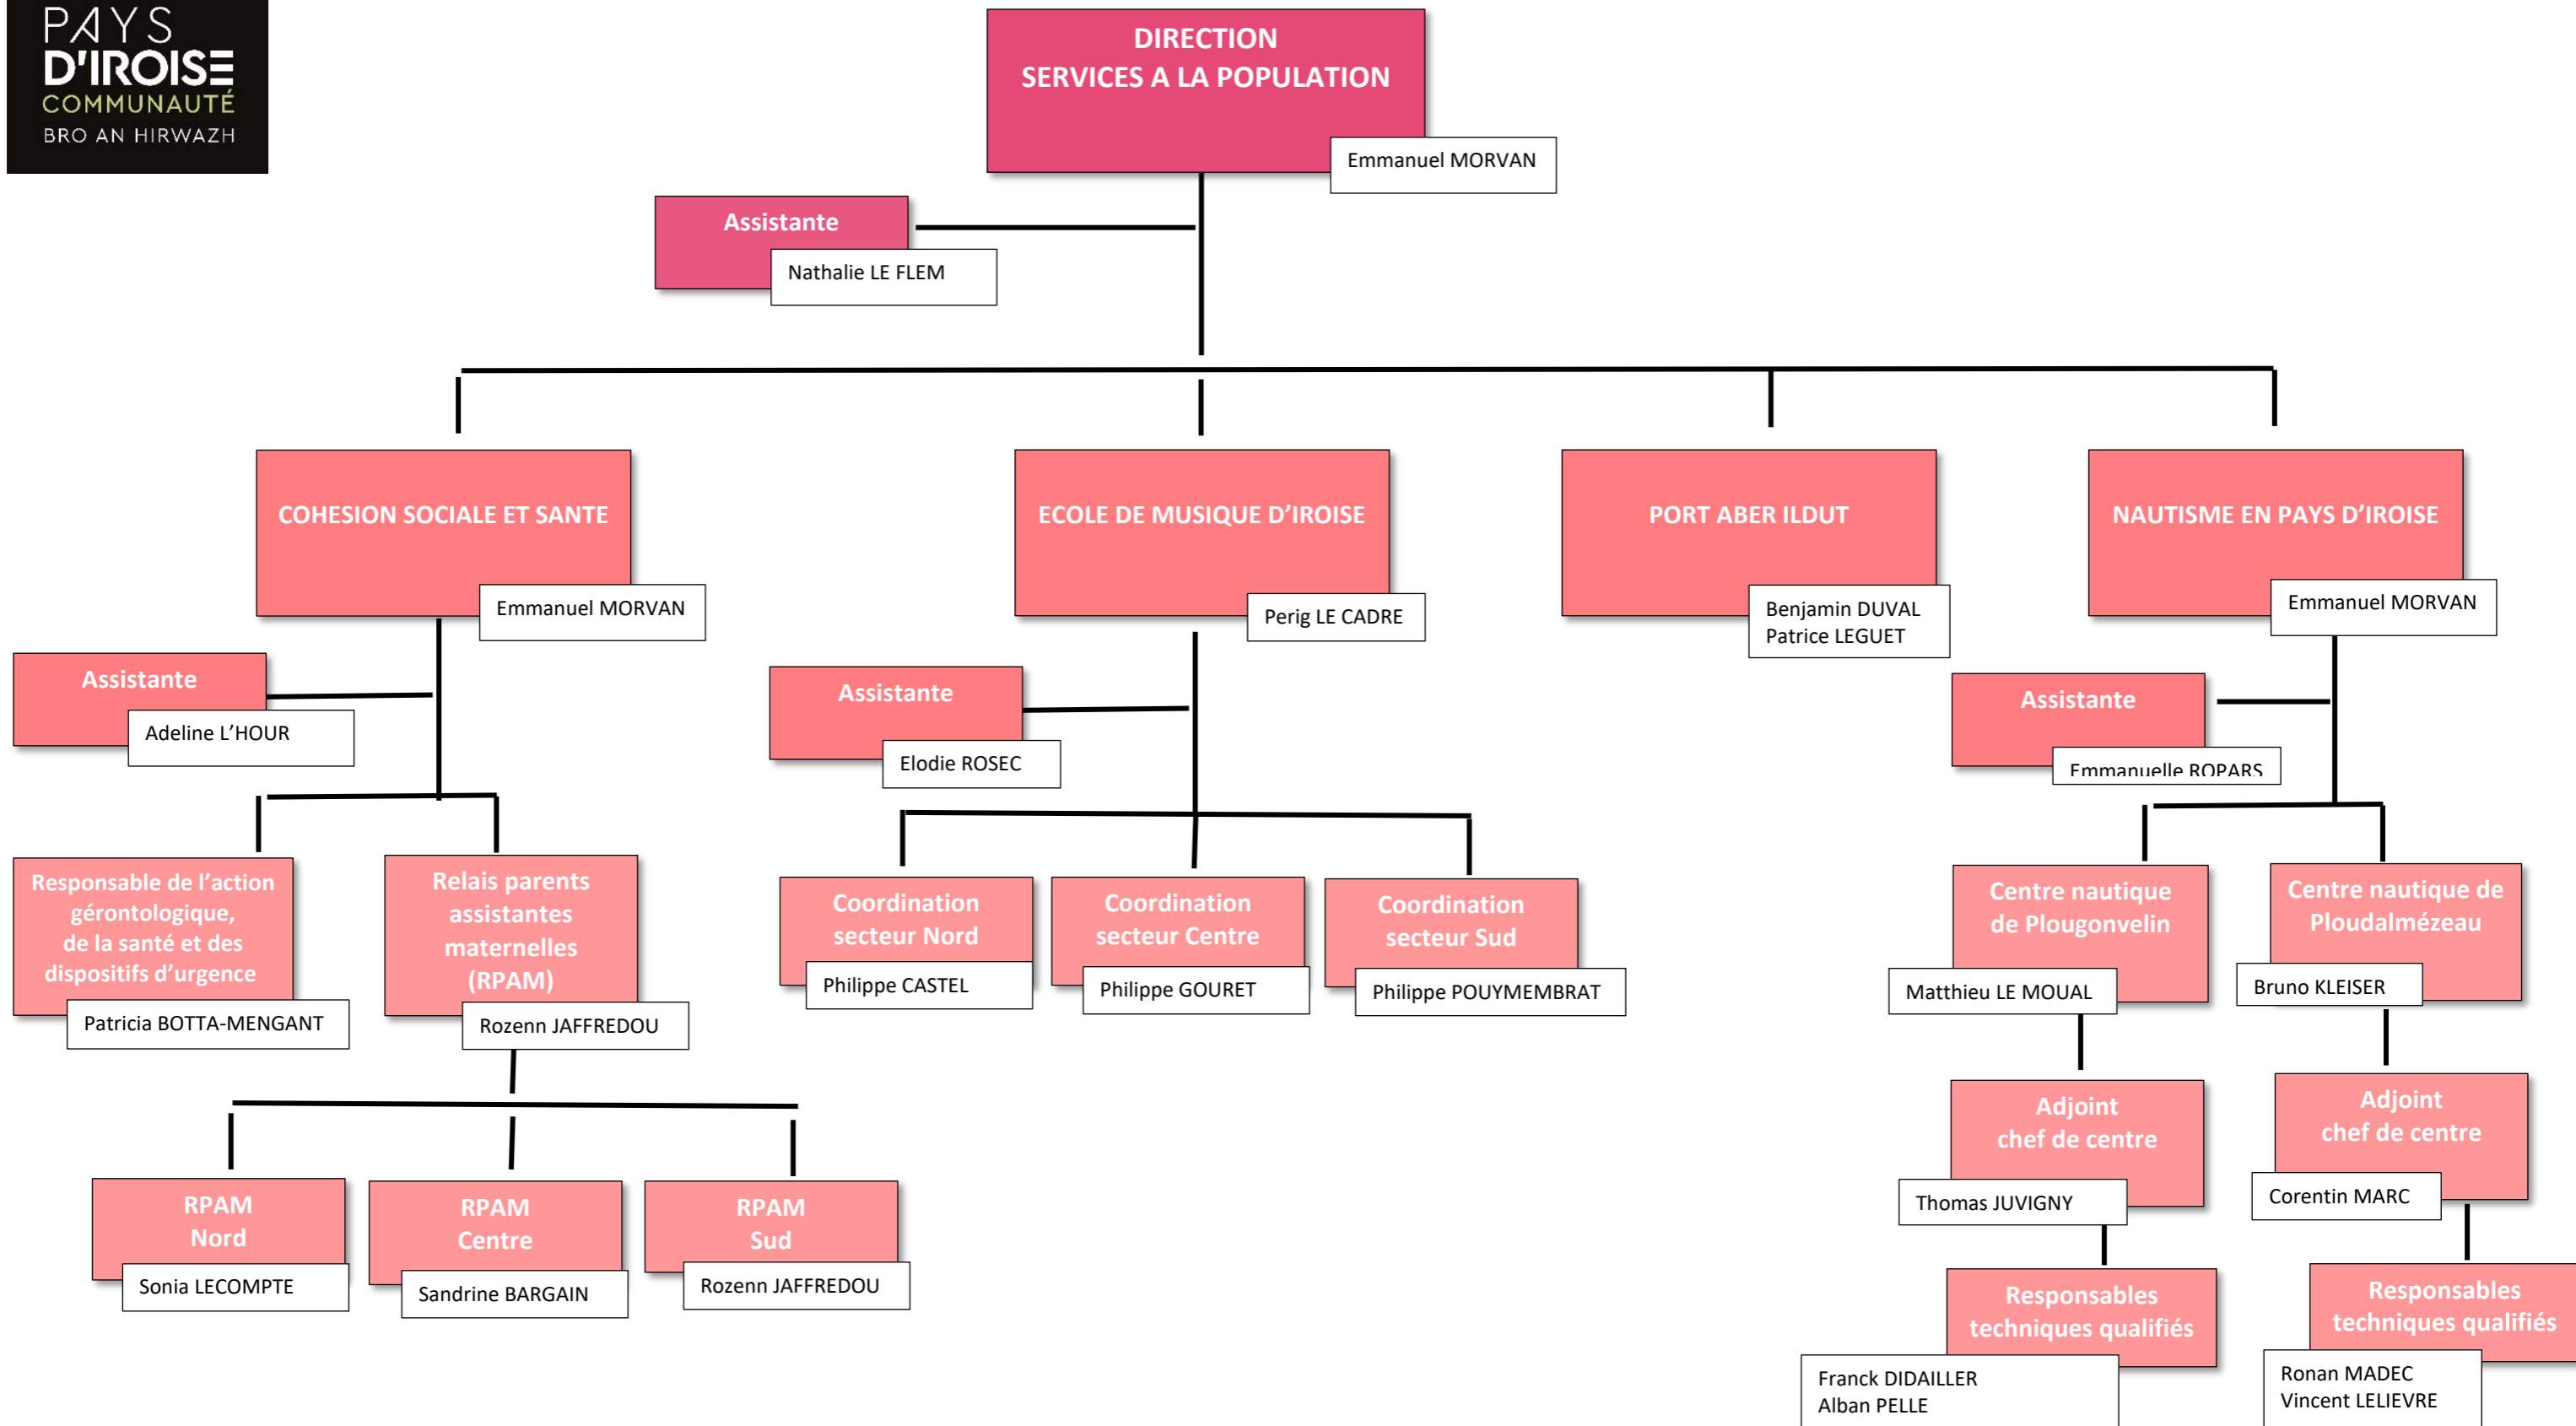 PAYS
D'IROISE
COMMUNAUTÉ
BRO AN HIRWAZH
DIRECTION
SERVICES A LA POPULATION
Emmanuel MORVAN
Assistante
Nathalie LE FLEM
COHESION SOCIALE ET SANTE
Emmanuel MORVAN
ECOLE DE MUSIQUE D’IROISE
Perig LE CADRE
PORT ABER ILDUT
Benjamin DUVAL
Patrice LEGUET
NAUTISME EN PAYS D’IROISE
Emmanuel MORVAN
Assistante
Adeline L’HOUR
Assistante
Elodie ROSEC
Assistante
Emmanuelle ROPARS
Responsable de l’action
gérontologique,
de la santé et des
dispositifs d’urgence
Patricia BOTTA-MENGANT
Relais parents
assistantes
maternelles
(RPAM)
Rozenn JAFFREDOU
Coordination
secteur Nord
Philippe CASTEL
Coordination
secteur Centre
Philippe GOURET
Coordination
secteur Sud
Philippe POUYMEMBRAT
Centre nautique
de Plougonvelin
Matthieu LE MOUAL
Centre nautique de
Ploudalmézeau
Bruno KLEISER
Adjoint
chef de centre
Thomas JUVIGNY
Adjoint
chef de centre
Corentin MARC
RPAM
Nord
Sonia LECOMPTE
RPAM
Centre
Sandrine BARGAIN
RPAM
Sud
Rozenn JAFFREDOU
Responsables
techniques qualifiés
Franck DIDAILLER
Alban PELLE
Responsables
techniques qualifiés
Ronan MADEC
Vincent LELIEVRE